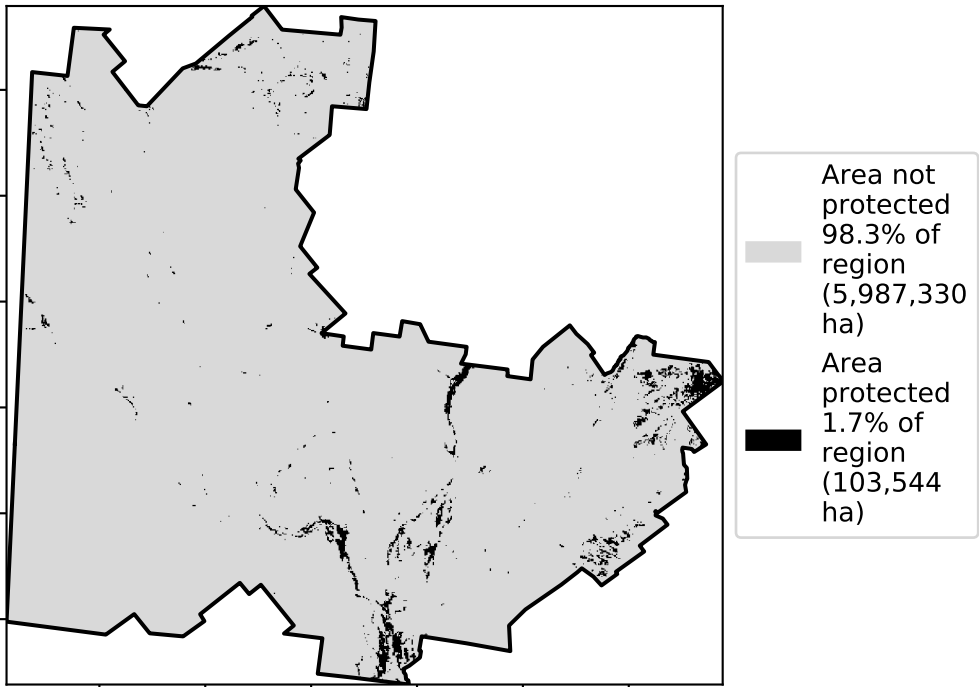 Area not
protected
98.3% of
region
(5,987,330
ha)
Area
protected
1.7% of
region
(103,544
ha)